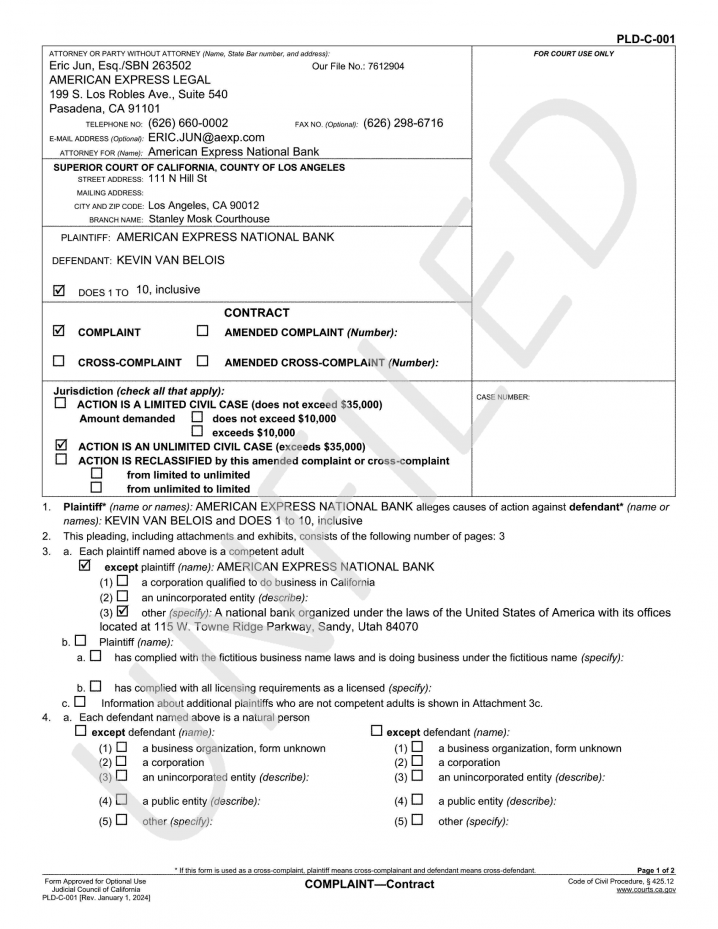 PLD-C-001
ATTORNEY OR PARTY WITHOUT ATTORNEY (Name, State Bar number, and address):
Eric Jun, Esq./SBN 263502 Our File No.: 7612904
AMERICAN EXPRESS LEGAL
199 S. Los Robles Ave., Suite 540
Pasadena, CA 91101
TELEPHONE NO: (626) 660-0002 FAX NO. (Optional): (626) 298-6716
E-MAIL ADDRESS (Optional): ERIC.JUN@aexp.com
ATTORNEY FOR (Name): American Express National Bank
FOR COURT USE ONLY
SUPERIOR COURT OF CALIFORNIA, COUNTY OF LOS ANGELES
STREET ADDRESS: 111 N Hill St
MAILING ADDRESS:
CITY AND ZIP CODE: Los Angeles, CA 90012
BRANCH NAME: Stanley Mosk Courthouse
PLAINTIFF: AMERICAN EXPRESS NATIONAL BANK
DEFENDANT: KEVIN VAN BELOIS
☑ DOES 1 TO 10, inclusive
CONTRACT
☑ COMPLAINT ☐ AMENDED COMPLAINT (Number):
☐ CROSS-COMPLAINT ☐ AMENDED CROSS-COMPLAINT (Number):
Jurisdiction (check all that apply):
☐ ACTION IS A LIMITED CIVIL CASE (does not exceed $35,000)
Amount demanded ☐ does not exceed $10,000
☐ exceeds $10,000
☑ ACTION IS AN UNLIMITED CIVIL CASE (exceeds $35,000)
☐ ACTION IS RECLASSIFIED by this amended complaint or cross-complaint
☐ from limited to unlimited
☐ from unlimited to limited
CASE NUMBER:
1. Plaintiff* (name or names): AMERICAN EXPRESS NATIONAL BANK alleges causes of action against defendant* (name or
names): KEVIN VAN BELOIS and DOES 1 to 10, inclusive
2. This pleading, including attachments and exhibits, consists of the following number of pages: 3
3. a. Each plaintiff named above is a competent adult
☑ except plaintiff (name): AMERICAN EXPRESS NATIONAL BANK
(1) ☐ a corporation qualified to do business in California
(2) ☐ an unincorporated entity (describe):
(3) ☑ other (specify): A national bank organized under the laws of the United States of America with its offices
located at 115 W. Towne Ridge Parkway, Sandy, Utah 84070
b. ☐ Plaintiff (name):
a. ☐ has complied with the fictitious business name laws and is doing business under the fictitious name (specify):
b. ☐ has complied with all licensing requirements as a licensed (specify):
c. ☐ Information about additional plaintiffs who are not competent adults is shown in Attachment 3c.
4. a. Each defendant named above is a natural person
☐ except defendant (name): ☐ except defendant (name):
(1) ☐ a business organization, form unknown (1) ☐ a business organization, form unknown
(2) ☐ a corporation (2) ☐ a corporation
(3) ☐ an unincorporated entity (describe): (3) ☐ an unincorporated entity (describe):
(4) ☐ a public entity (describe): (4) ☐ a public entity (describe):
(5) ☐ other (specify): (5) ☐ other (specify):
UNFILED
* If this form is used as a cross-complaint, plaintiff means cross-complainant and defendant means cross-defendant.
Page 1 of 2
Form Approved for Optional Use
Judicial Council of California
PLD-C-001 [Rev. January 1, 2024]
COMPLAINT—Contract
Code of Civil Procedure, § 425.12
www.courts.ca.gov